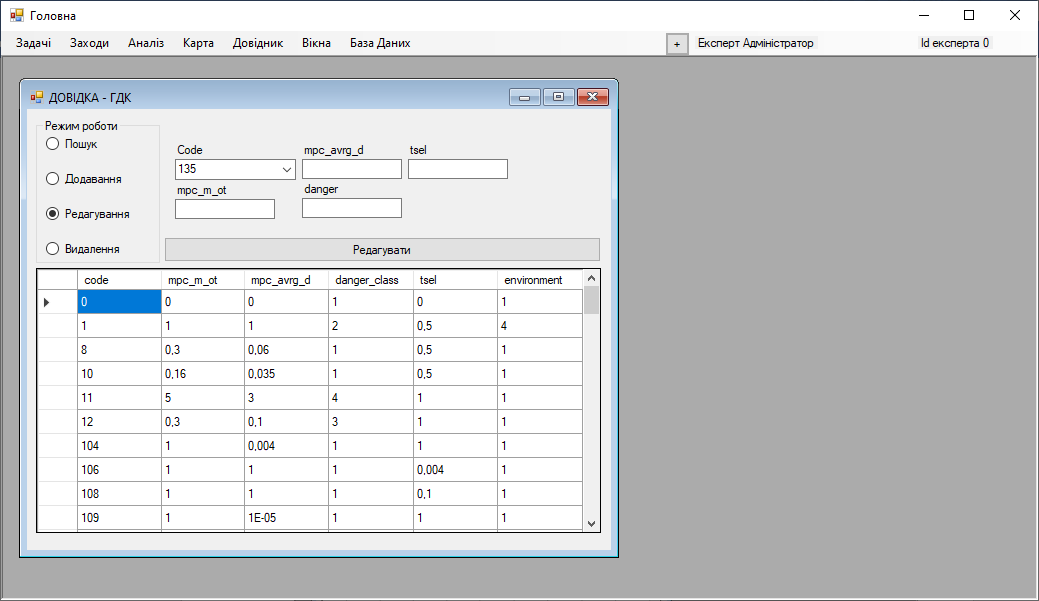 Головна
Задачі Заходи Аналіз Карта Довідник Вікна База Даних + Експерт Адміністратор Id експерта 0
ДОВІДКА - ГДК
Режим роботи
Пошук
Додавання
Редагування
Видалення
Code mpc_avrg_d tsel
135
mpc_m_ot danger
Редагувати
code mpc_m_ot mpc_avrg_d danger_class tsel environment
0 0 0 1 0 1
1 1 1 2 0,5 4
8 0,3 0,06 1 0,5 1
10 0,16 0,035 1 0,5 1
11 5 3 4 1 1
12 0,3 0,1 3 1 1
104 1 0,004 1 1 1
106 1 1 1 0,004 1
108 1 1 1 0,1 1
109 1 1E-05 1 1 1